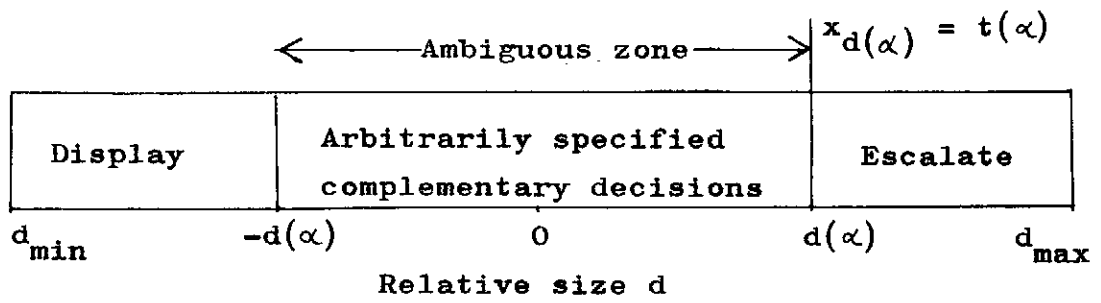 x_d(α) = t(α)
Ambiguous zone
Display
Arbitrarily specified
complementary decisions
Escalate
d_min
-d(α)
0
d(α)
d_max
Relative size d